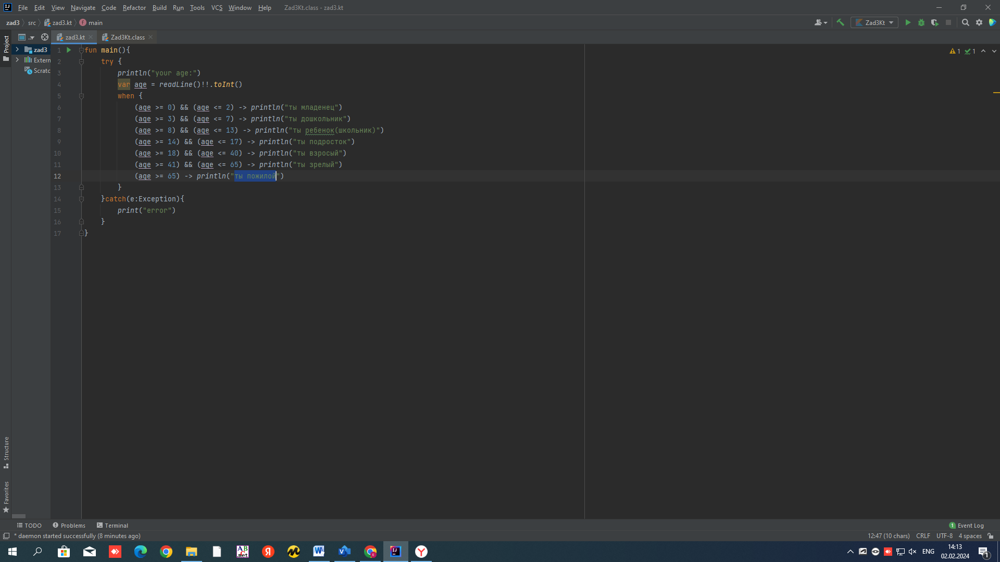 File Edit View Navigate Code Refactor Build Run Tools VCS Window Help Zad3Kt.class - zad3.kt
zad3 src zad3.kt main Zad3Kt
Project
.. zad3.kt Zad3Kt.class
zad3
Extern
Scratc
1 fun main(){
2 try {
3 println("your age:")
4 var age = readLine()!!.toInt()
5 when {
6 (age >= 0) && (age <= 2) -> println("ты младенец")
7 (age >= 3) && (age <= 7) -> println("ты дошкольник")
8 (age >= 8) && (age <= 13) -> println("ты ребенок(школьник)")
9 (age >= 14) && (age <= 17) -> println("ты подросток")
10 (age >= 18) && (age <= 40) -> println("ты взросый")
11 (age >= 41) && (age <= 65) -> println("ты зрелый")
12 (age >= 65) -> println("ты пожилой")
13 }
14 }catch(e:Exception){
15 print("error")
16 }
17 }
1 1
Structure
Favorites
TODO Problems Terminal 1 Event Log
* daemon started successfully (8 minutes ago) 12:47 (10 chars) CRLF UTF-8 4 spaces
ENG 14:13
02.02.2024
1